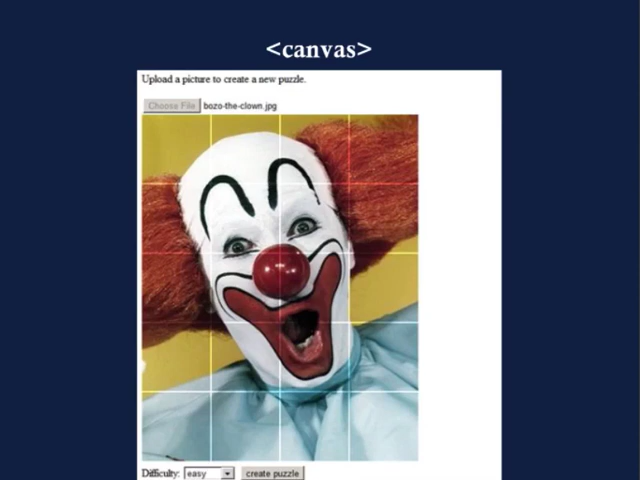 <canvas>
Upload a picture to create a new puzzle.
Choose File bozo-the-clown.jpg
Difficulty: easy create puzzle